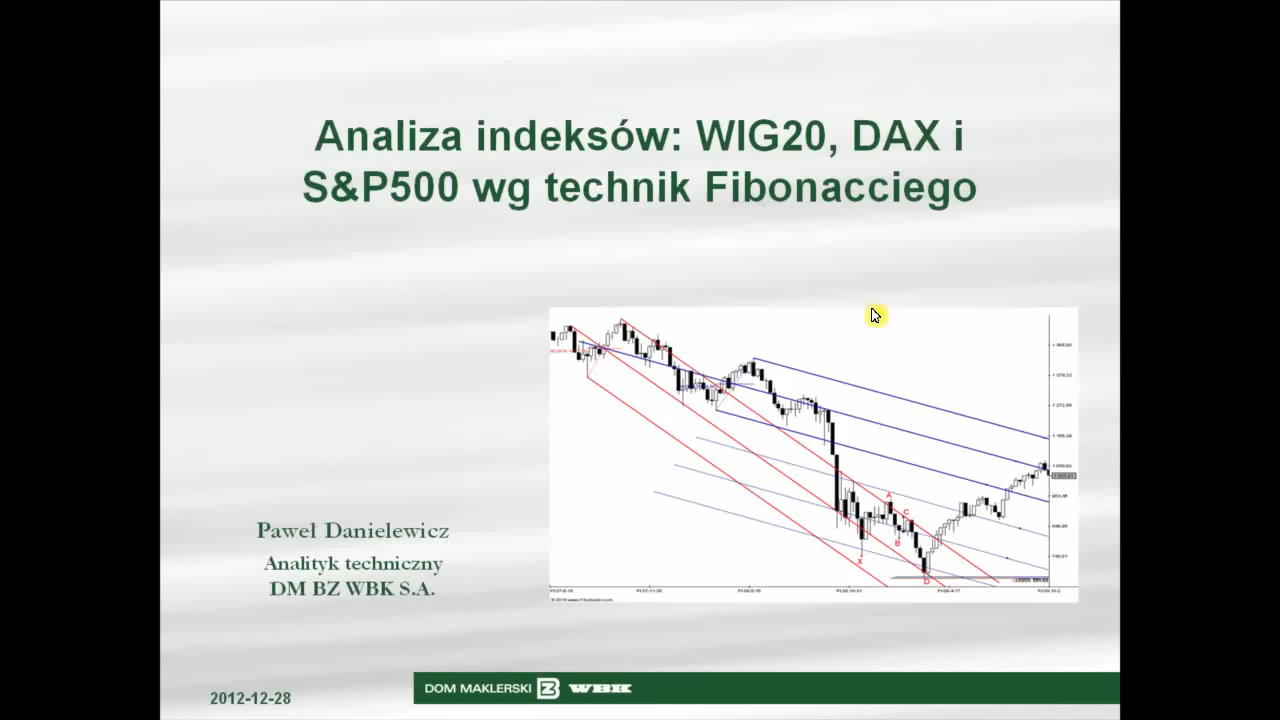 Analiza indeksów: WIG20, DAX i
S&P500 wg technik Fibonacciego
A
C
B
X
D
Paweł Danielewicz
Analityk techniczny
DM BZ WBK S.A.
2012-12-28
DOM MAKLERSKI Z WBK